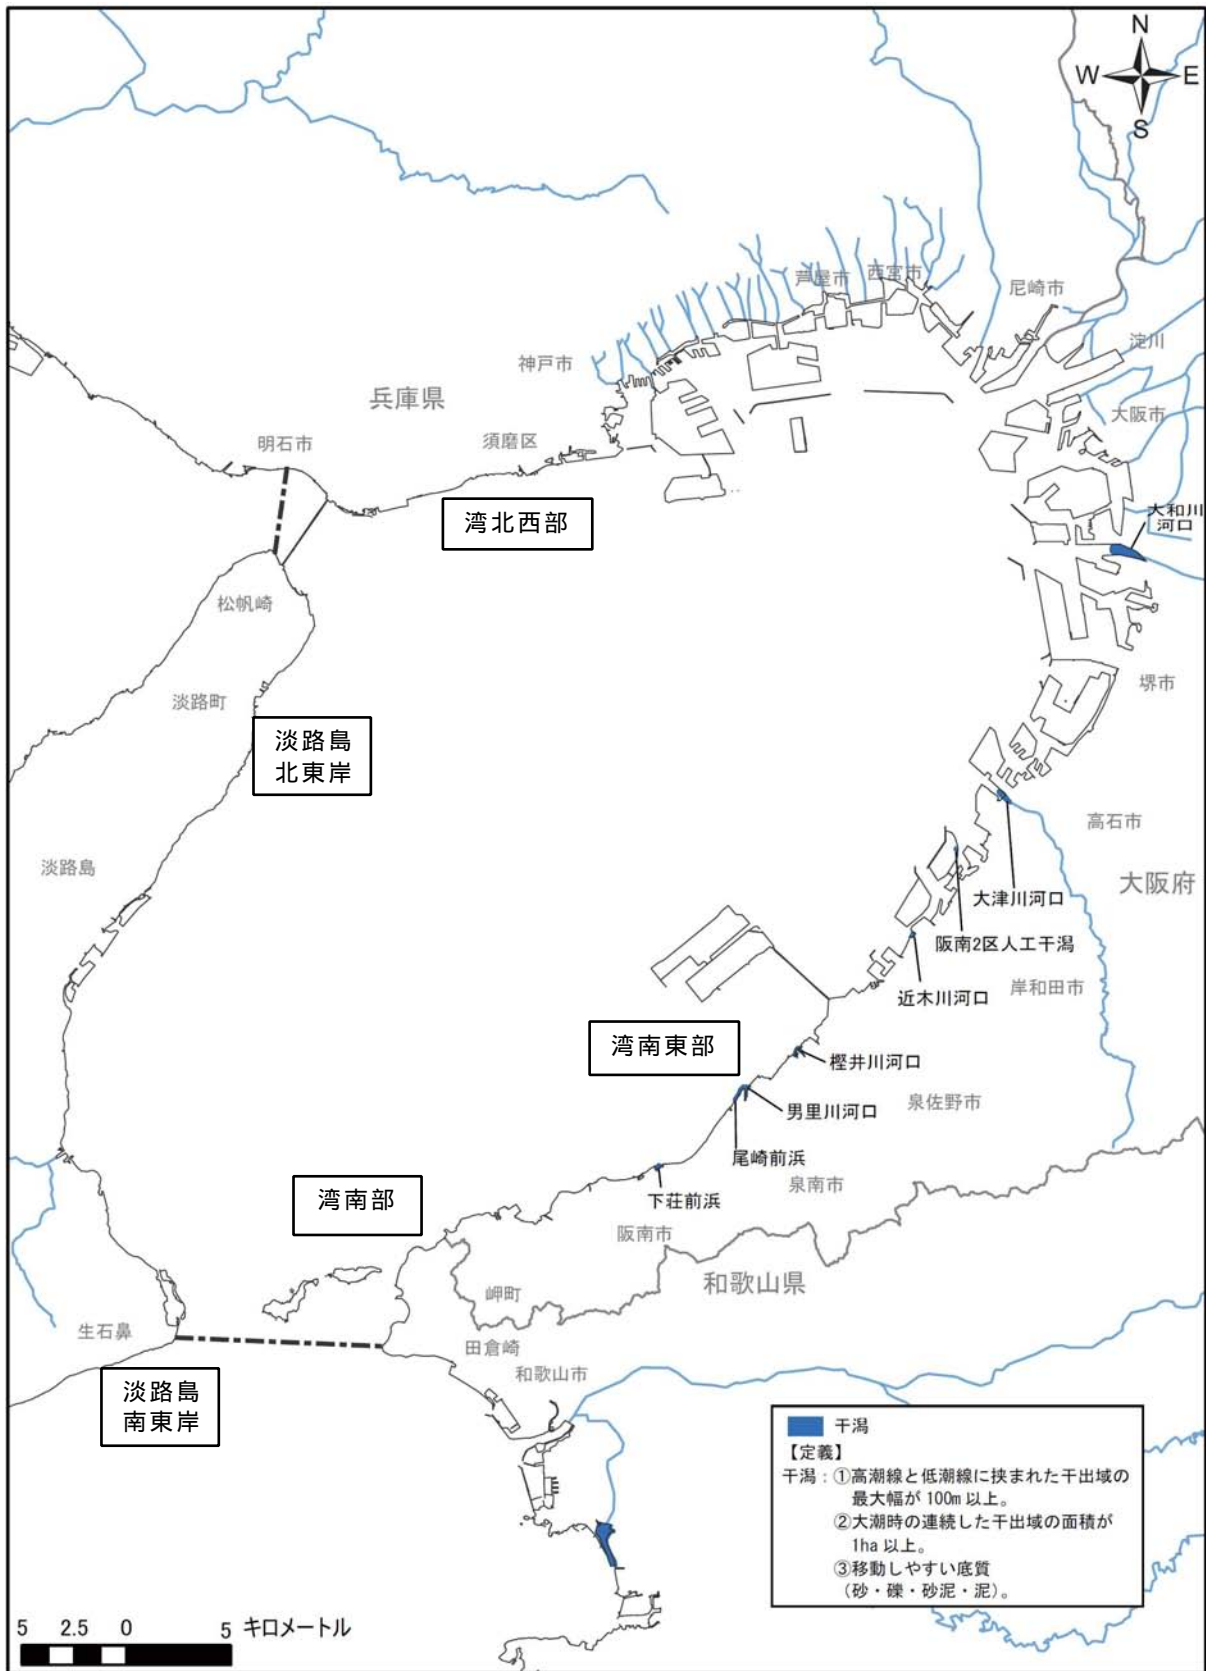 N
W E
S
芦屋市
西宮市
尼崎市
淀川
神戸市
兵庫県
大阪市
明石市
須磨区
湾北西部
大和川
河口
松帆崎
淡路町
堺市
淡路島
北東岸
高石市
淡路島
大阪府
大津川河口
阪南2区人工干潟
近木川河口
岸和田市
湾南東部
樫井川河口
泉佐野市
男里川河口
尾崎前浜
泉南市
下荘前浜
湾南部
阪南市
和歌山県
岬町
生石鼻
田倉崎
和歌山市
淡路島
南東岸
干潟
【定義】
干潟:①高潮線と低潮線に挟まれた干出域の
最大幅が 100m 以上。
②大潮時の連続した干出域の面積が
1ha 以上。
③移動しやすい底質
(砂・礫・砂泥・泥)。
5 2.5 0 5 キロメートル